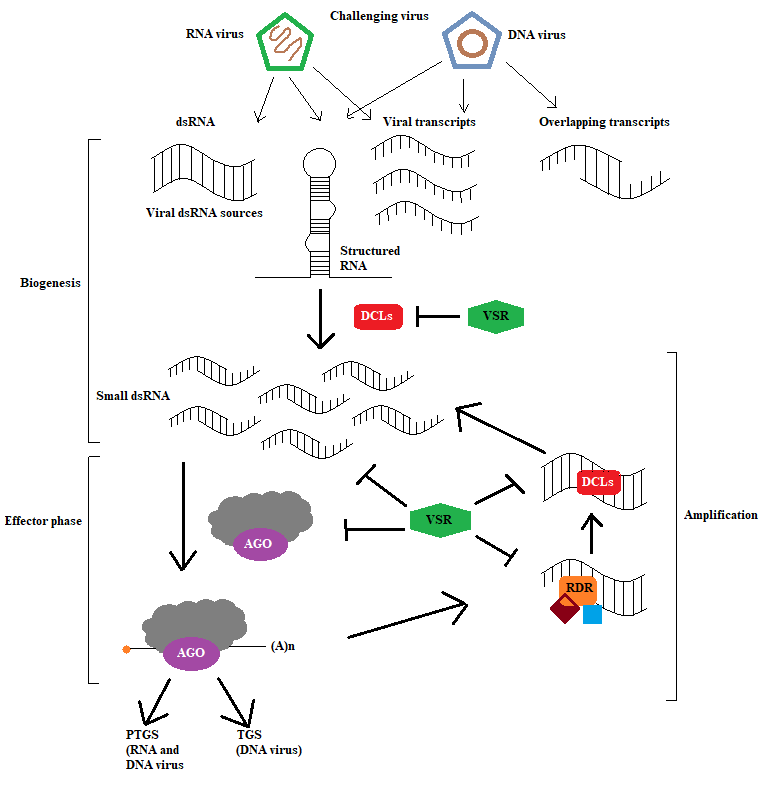 Challenging virus
RNA virus
DNA virus
dsRNA
Viral transcripts
Overlapping transcripts
Viral dsRNA sources
Structured
RNA
Biogenesis
DCLs
VSR
Small dsRNA
DCLs
Effector phase
AGO
VSR
Amplification
RDR
AGO
(A)n
PTGS
(RNA and
DNA virus
TGS
(DNA virus)